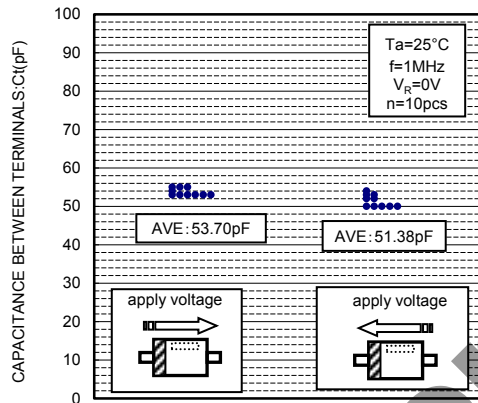 CAPACITANCE BETWEEN TERMINALS:Ct(pF)
100
90
80
70
60
50
40
30
20
10
0
Ta=25°C
f=1MHz
VR=0V
n=10pcs
AVE:53.70pF
AVE:51.38pF
apply voltage
apply voltage